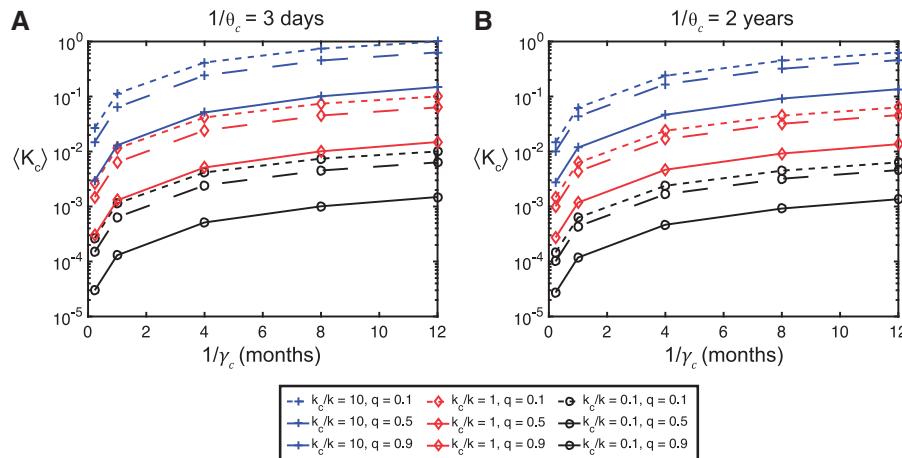 A
1/θc = 3 days
⟨Kc⟩
10^0
10^-1
10^-2
10^-3
10^-4
10^-5
0 2 4 6 8 10 12
1/γc (months)
B
1/θc = 2 years
⟨Kc⟩
10^0
10^-1
10^-2
10^-3
10^-4
10^-5
0 2 4 6 8 10 12
1/γc (months)
kc/k = 10, q = 0.1 kc/k = 1, q = 0.1 kc/k = 0.1, q = 0.1
kc/k = 10, q = 0.5 kc/k = 1, q = 0.5 kc/k = 0.1, q = 0.5
kc/k = 10, q = 0.9 kc/k = 1, q = 0.9 kc/k = 0.1, q = 0.9